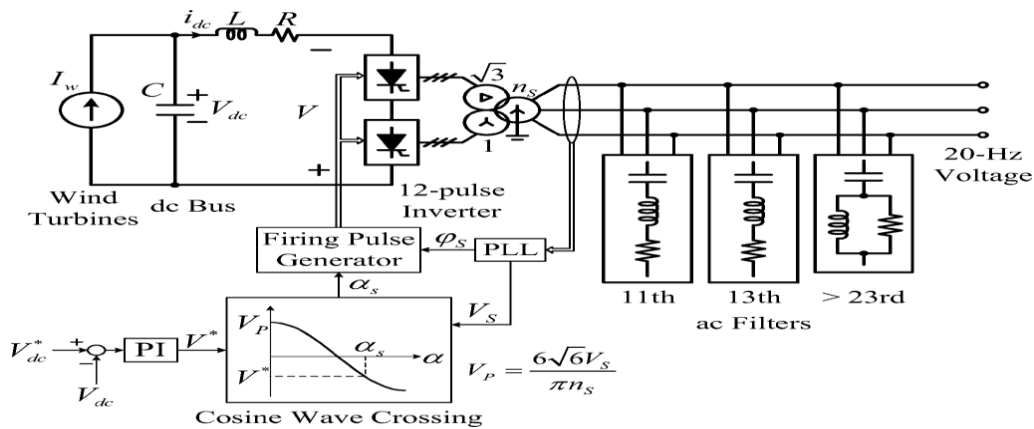 i_dc L R
I_w C + − V_dc
− V +
√3 n_S
1
Wind
Turbines
dc Bus
12-pulse
Inverter
20-Hz
Voltage
Firing Pulse
Generator
φ_S
PLL
α_s
V_S
11th 13th > 23rd
ac Filters
V*_dc + − V_dc
PI
V*
V_P
α_s α
V*
V_P = 6√6V_S / πn_S
Cosine Wave Crossing